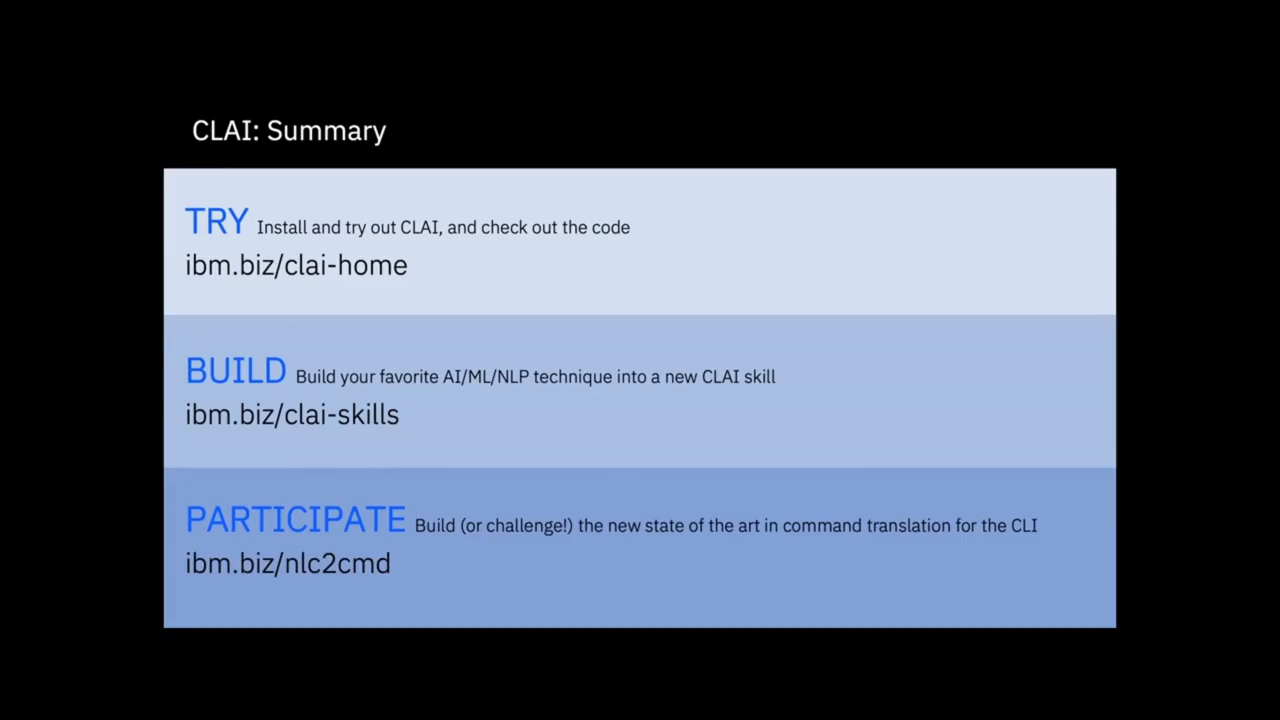 CLAI: Summary
TRY Install and try out CLAI, and check out the code
ibm.biz/clai-home
BUILD Build your favorite AI/ML/NLP technique into a new CLAI skill
ibm.biz/clai-skills
PARTICIPATE Build (or challenge!) the new state of the art in command translation for the CLI
ibm.biz/nlc2cmd